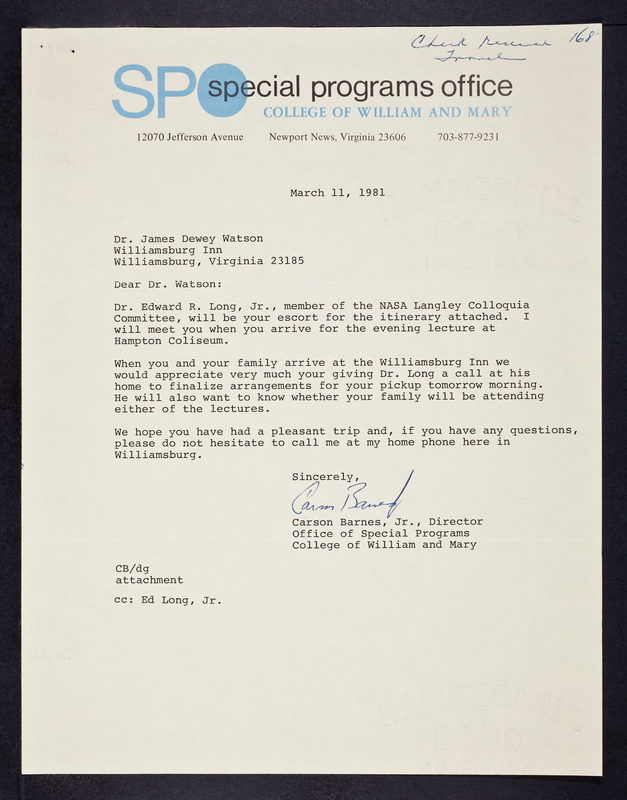 Check received 168
Travel
SPO special programs office
COLLEGE OF WILLIAM AND MARY
12070 Jefferson Avenue Newport News, Virginia 23606 703-877-9231
March 11, 1981
Dr. James Dewey Watson
Williamsburg Inn
Williamsburg, Virginia 23185
Dear Dr. Watson:
Dr. Edward R. Long, Jr., member of the NASA Langley Colloquia
Committee, will be your escort for the itinerary attached. I
will meet you when you arrive for the evening lecture at
Hampton Coliseum.
When you and your family arrive at the Williamsburg Inn we
would appreciate very much your giving Dr. Long a call at his
home to finalize arrangements for your pickup tomorrow morning.
He will also want to know whether your family will be attending
either of the lectures.
We hope you have had a pleasant trip and, if you have any questions,
please do not hesitate to call me at my home phone here in
Williamsburg.
Sincerely,
Carson Barnes Jr
Carson Barnes, Jr., Director
Office of Special Programs
College of William and Mary
CB/dg
attachment
cc: Ed Long, Jr.